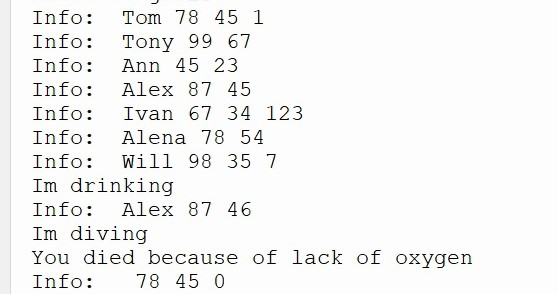 Info:  Tom 78 45 1
Info:  Tony 99 67
Info:  Ann 45 23
Info:  Alex 87 45
Info:  Ivan 67 34 123
Info:  Alena 78 54
Info:  Will 98 35 7
Im drinking
Info:  Alex 87 46
Im diving
You died because of lack of oxygen
Info:   78 45 0